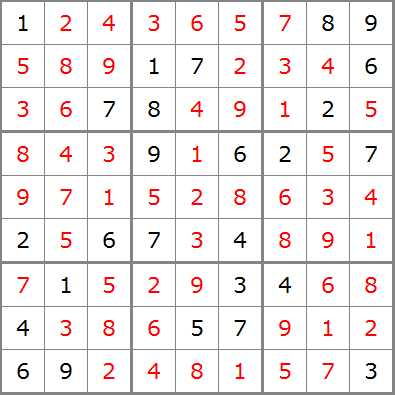 1 2 4 3 6 5 7 8 9
5 8 9 1 7 2 3 4 6
3 6 7 8 4 9 1 2 5
8 4 3 9 1 6 2 5 7
9 7 1 5 2 8 6 3 4
2 5 6 7 3 4 8 9 1
7 1 5 2 9 3 4 6 8
4 3 8 6 5 7 9 1 2
6 9 2 4 8 1 5 7 3